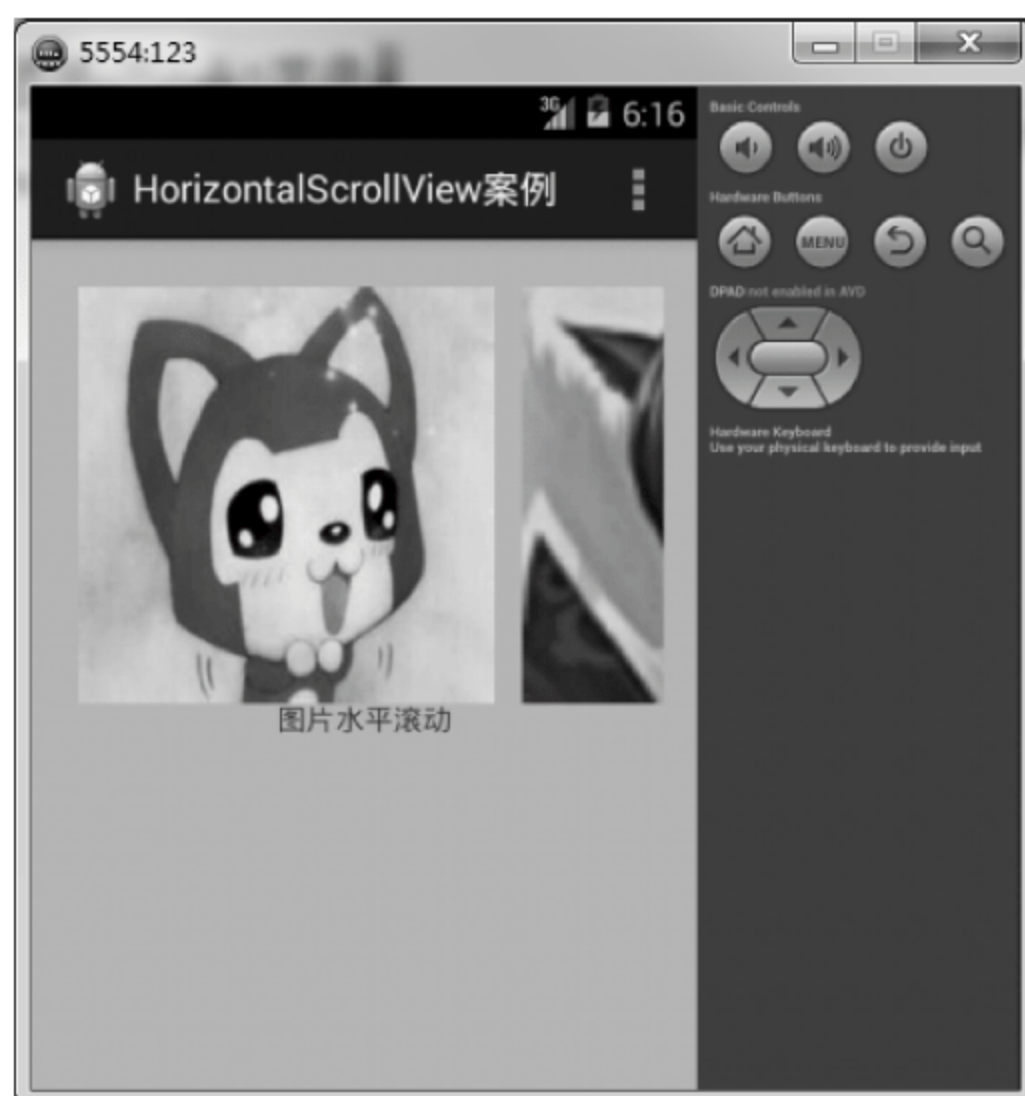 5554:123
3G 6:16
HorizontalScrollView案例
图片水平滚动
Basic Controls
Hardware Buttons
MENU
DPAD not enabled in AVD
Hardware Keyboard
Use your physical keyboard to provide input